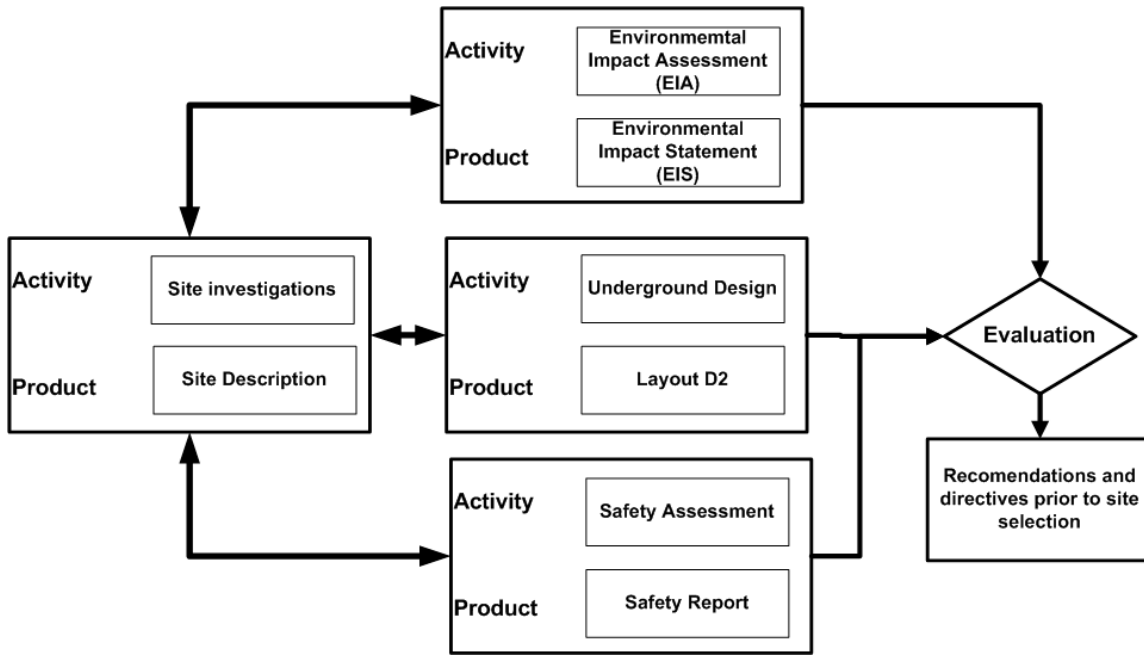 Activity
Environmemtal
Impact Assessment
(EIA)
Product
Environmental
Impact Statement
(EIS)
Activity
Site investigations
Product
Site Description
Activity
Underground Design
Product
Layout D2
Activity
Safety Assessment
Product
Safety Report
Evaluation
Recomendations and
directives prior to site
selection